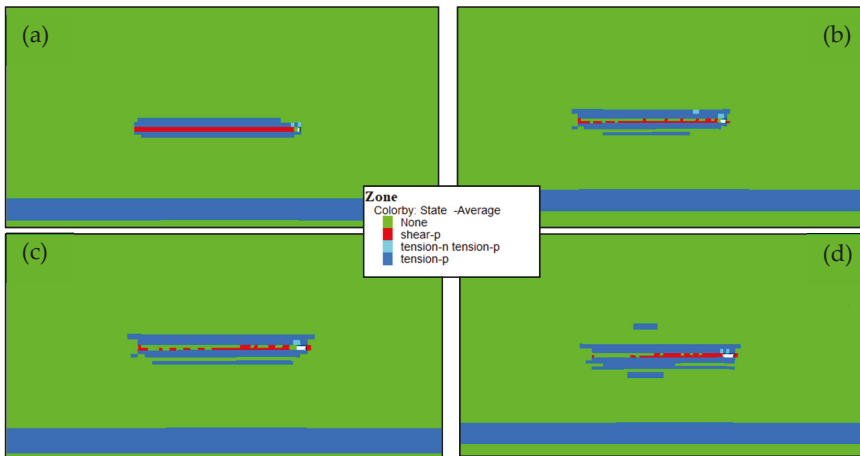 (a)
(b)
Zone
Colorby: State -Average
None
shear-p
tension-n tension-p
tension-p
(c)
(d)